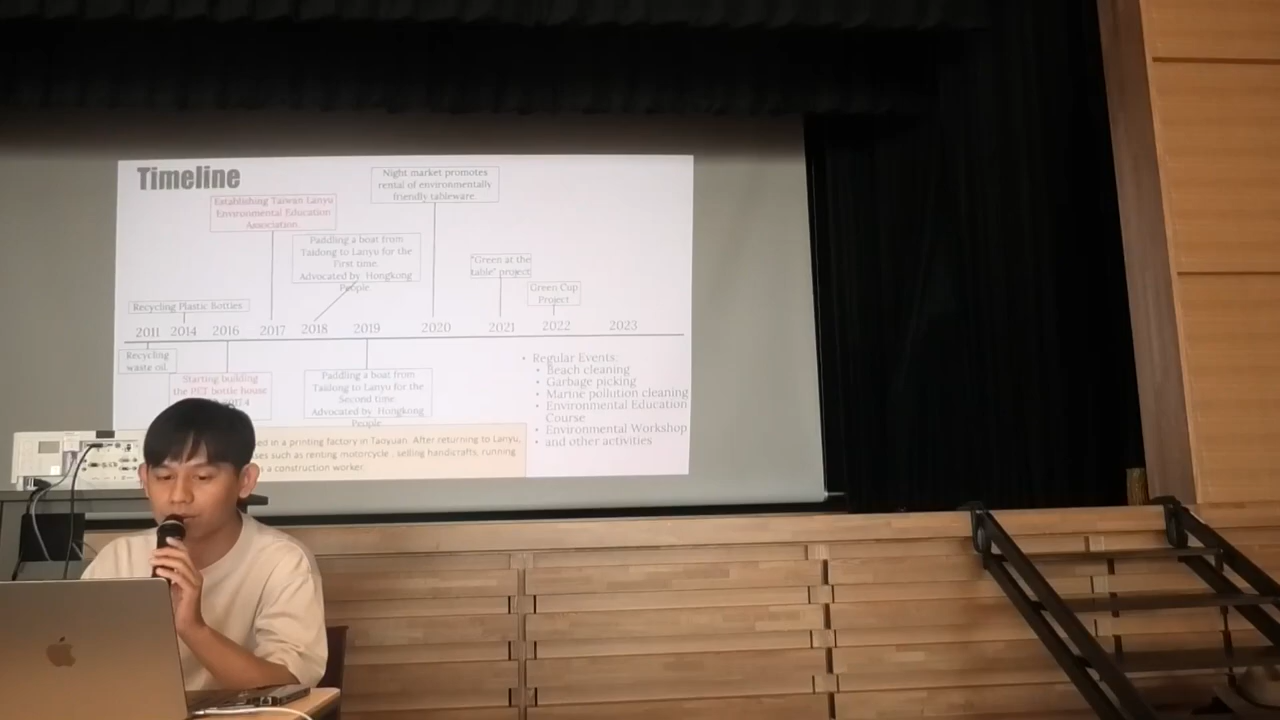 Timeline
Night market promotes
rental of environmentally
friendly tableware.
Establishing Taiwan Lanyu
Environmental Education
Association.
Paddling a boat from
Taidong to Lanyu for the
First time.
Advocated by Hongkong
People.
"Green at the
table" project
Green Cup
Project
Recycling Plastic Bottles
2011 2014 2016 2017 2018 2019 2020 2021 2022 2023
Recycling
waste oil.
Starting building
the PET bottle house
2017.4
Paddling a boat from
Taidong to Lanyu for the
Second time
Advocated by Hongkong
People.
• Regular Events:
• Beach cleaning
• Garbage picking
• Marine pollution cleaning
• Environmental Education
Course
• Environmental Workshop
• and other activities
in a printing factory in Taoyuan. After returning to Lanyu,
such as renting motorcycle , selling handicrafts, running
a construction worker.